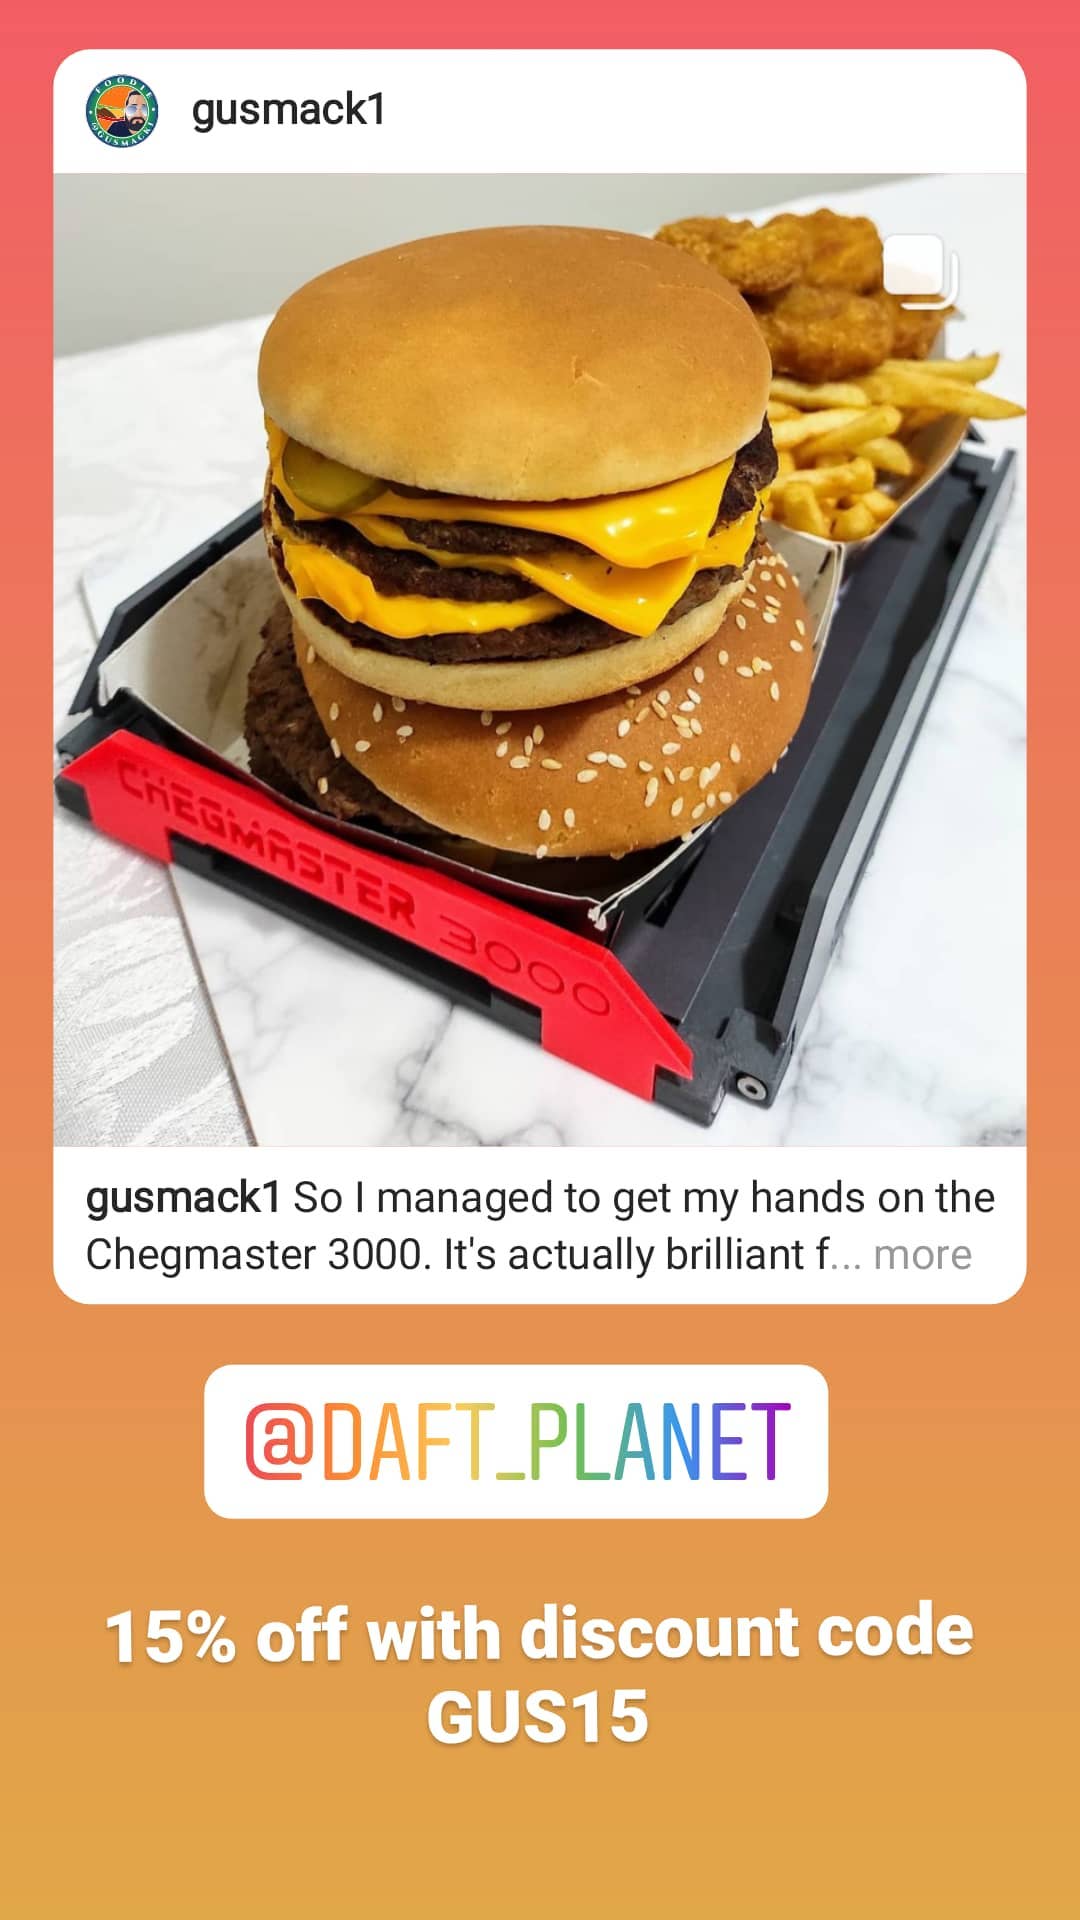 FOODIE
@GUSMACK1
gusmack1
CHEGMASTER 3000
gusmack1 So I managed to get my hands on the
Chegmaster 3000. It's actually brilliant f... more
@DAFT_PLANET
15% off with discount code
GUS15